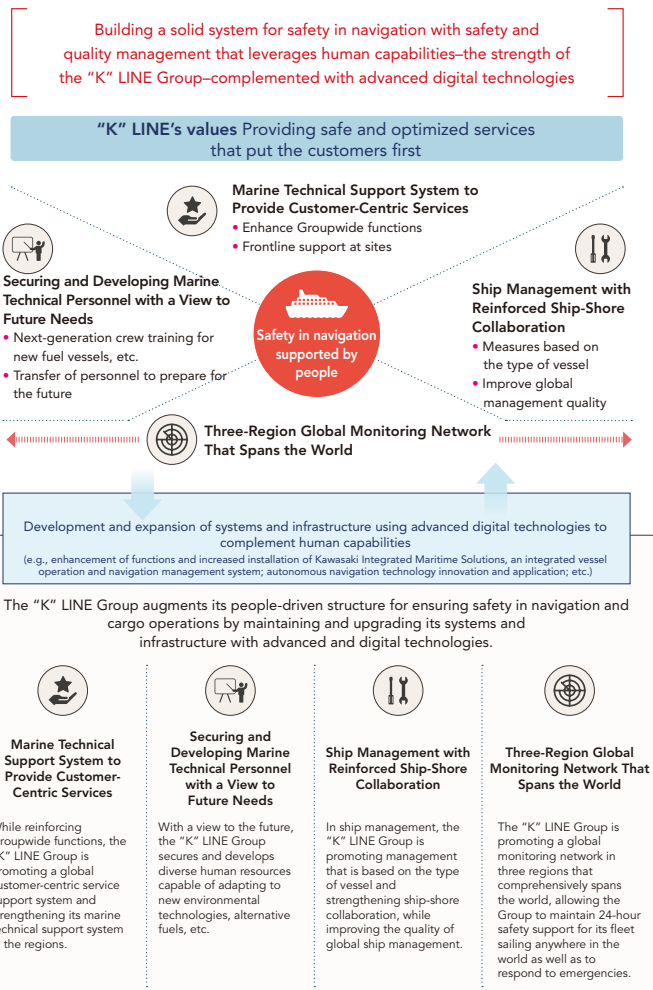 Building a solid system for safety in navigation with safety and
quality management that leverages human capabilities–the strength of
the “K” LINE Group–complemented with advanced digital technologies
“K” LINE’s values Providing safe and optimized services
that put the customers first
Marine Technical Support System to
Provide Customer-Centric Services
• Enhance Groupwide functions
• Frontline support at sites
Securing and Developing Marine
Technical Personnel with a View to
Future Needs
• Next-generation crew training for
new fuel vessels, etc.
• Transfer of personnel to prepare for
the future
Safety in navigation
supported by
people
Ship Management with
Reinforced Ship-Shore
Collaboration
• Measures based on
the type of vessel
• Improve global
management quality
Three-Region Global Monitoring Network
That Spans the World
Development and expansion of systems and infrastructure using advanced digital technologies to
complement human capabilities
(e.g., enhancement of functions and increased installation of Kawasaki Integrated Maritime Solutions, an integrated vessel
operation and navigation management system; autonomous navigation technology innovation and application; etc.)
The “K” LINE Group augments its people-driven structure for ensuring safety in navigation and
cargo operations by maintaining and upgrading its systems and
infrastructure with advanced and digital technologies.
Marine Technical
Support System to
Provide Customer-
Centric Services
reinforcing
functions, the
LINE Group is
a global
service
support system and
its marine
technical support system
the regions.
Securing and
Developing Marine
Technical Personnel
with a View to
Future Needs
With a view to the future,
the “K” LINE Group
secures and develops
diverse human resources
capable of adapting to
new environmental
technologies, alternative
fuels, etc.
Ship Management with
Reinforced Ship-Shore
Collaboration
In ship management, the
“K” LINE Group is
promoting management
that is based on the type
of vessel and
strengthening ship-shore
collaboration, while
improving the quality of
global ship management.
Three-Region Global
Monitoring Network That
Spans the World
The “K” LINE Group is
promoting a global
monitoring network in
three regions that
comprehensively spans
the world, allowing the
Group to maintain 24-hour
safety support for its fleet
sailing anywhere in the
world as well as to
respond to emergencies.